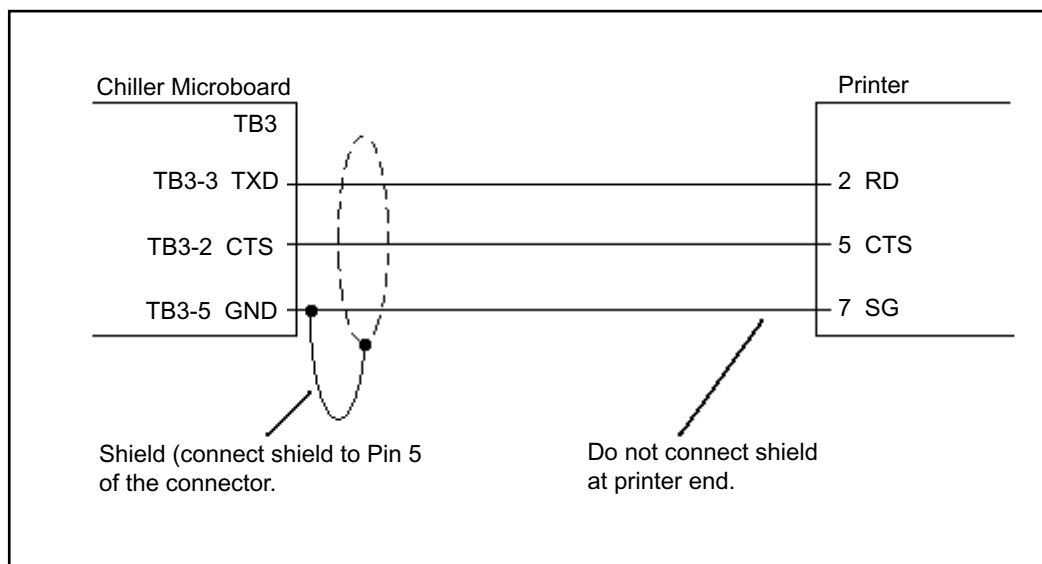 Chiller Microboard
Printer
TB3
TB3-3 TXD
2 RD
TB3-2 CTS
5 CTS
TB3-5 GND
7 SG
Shield (connect shield to Pin 5
of the connector.
Do not connect shield
at printer end.